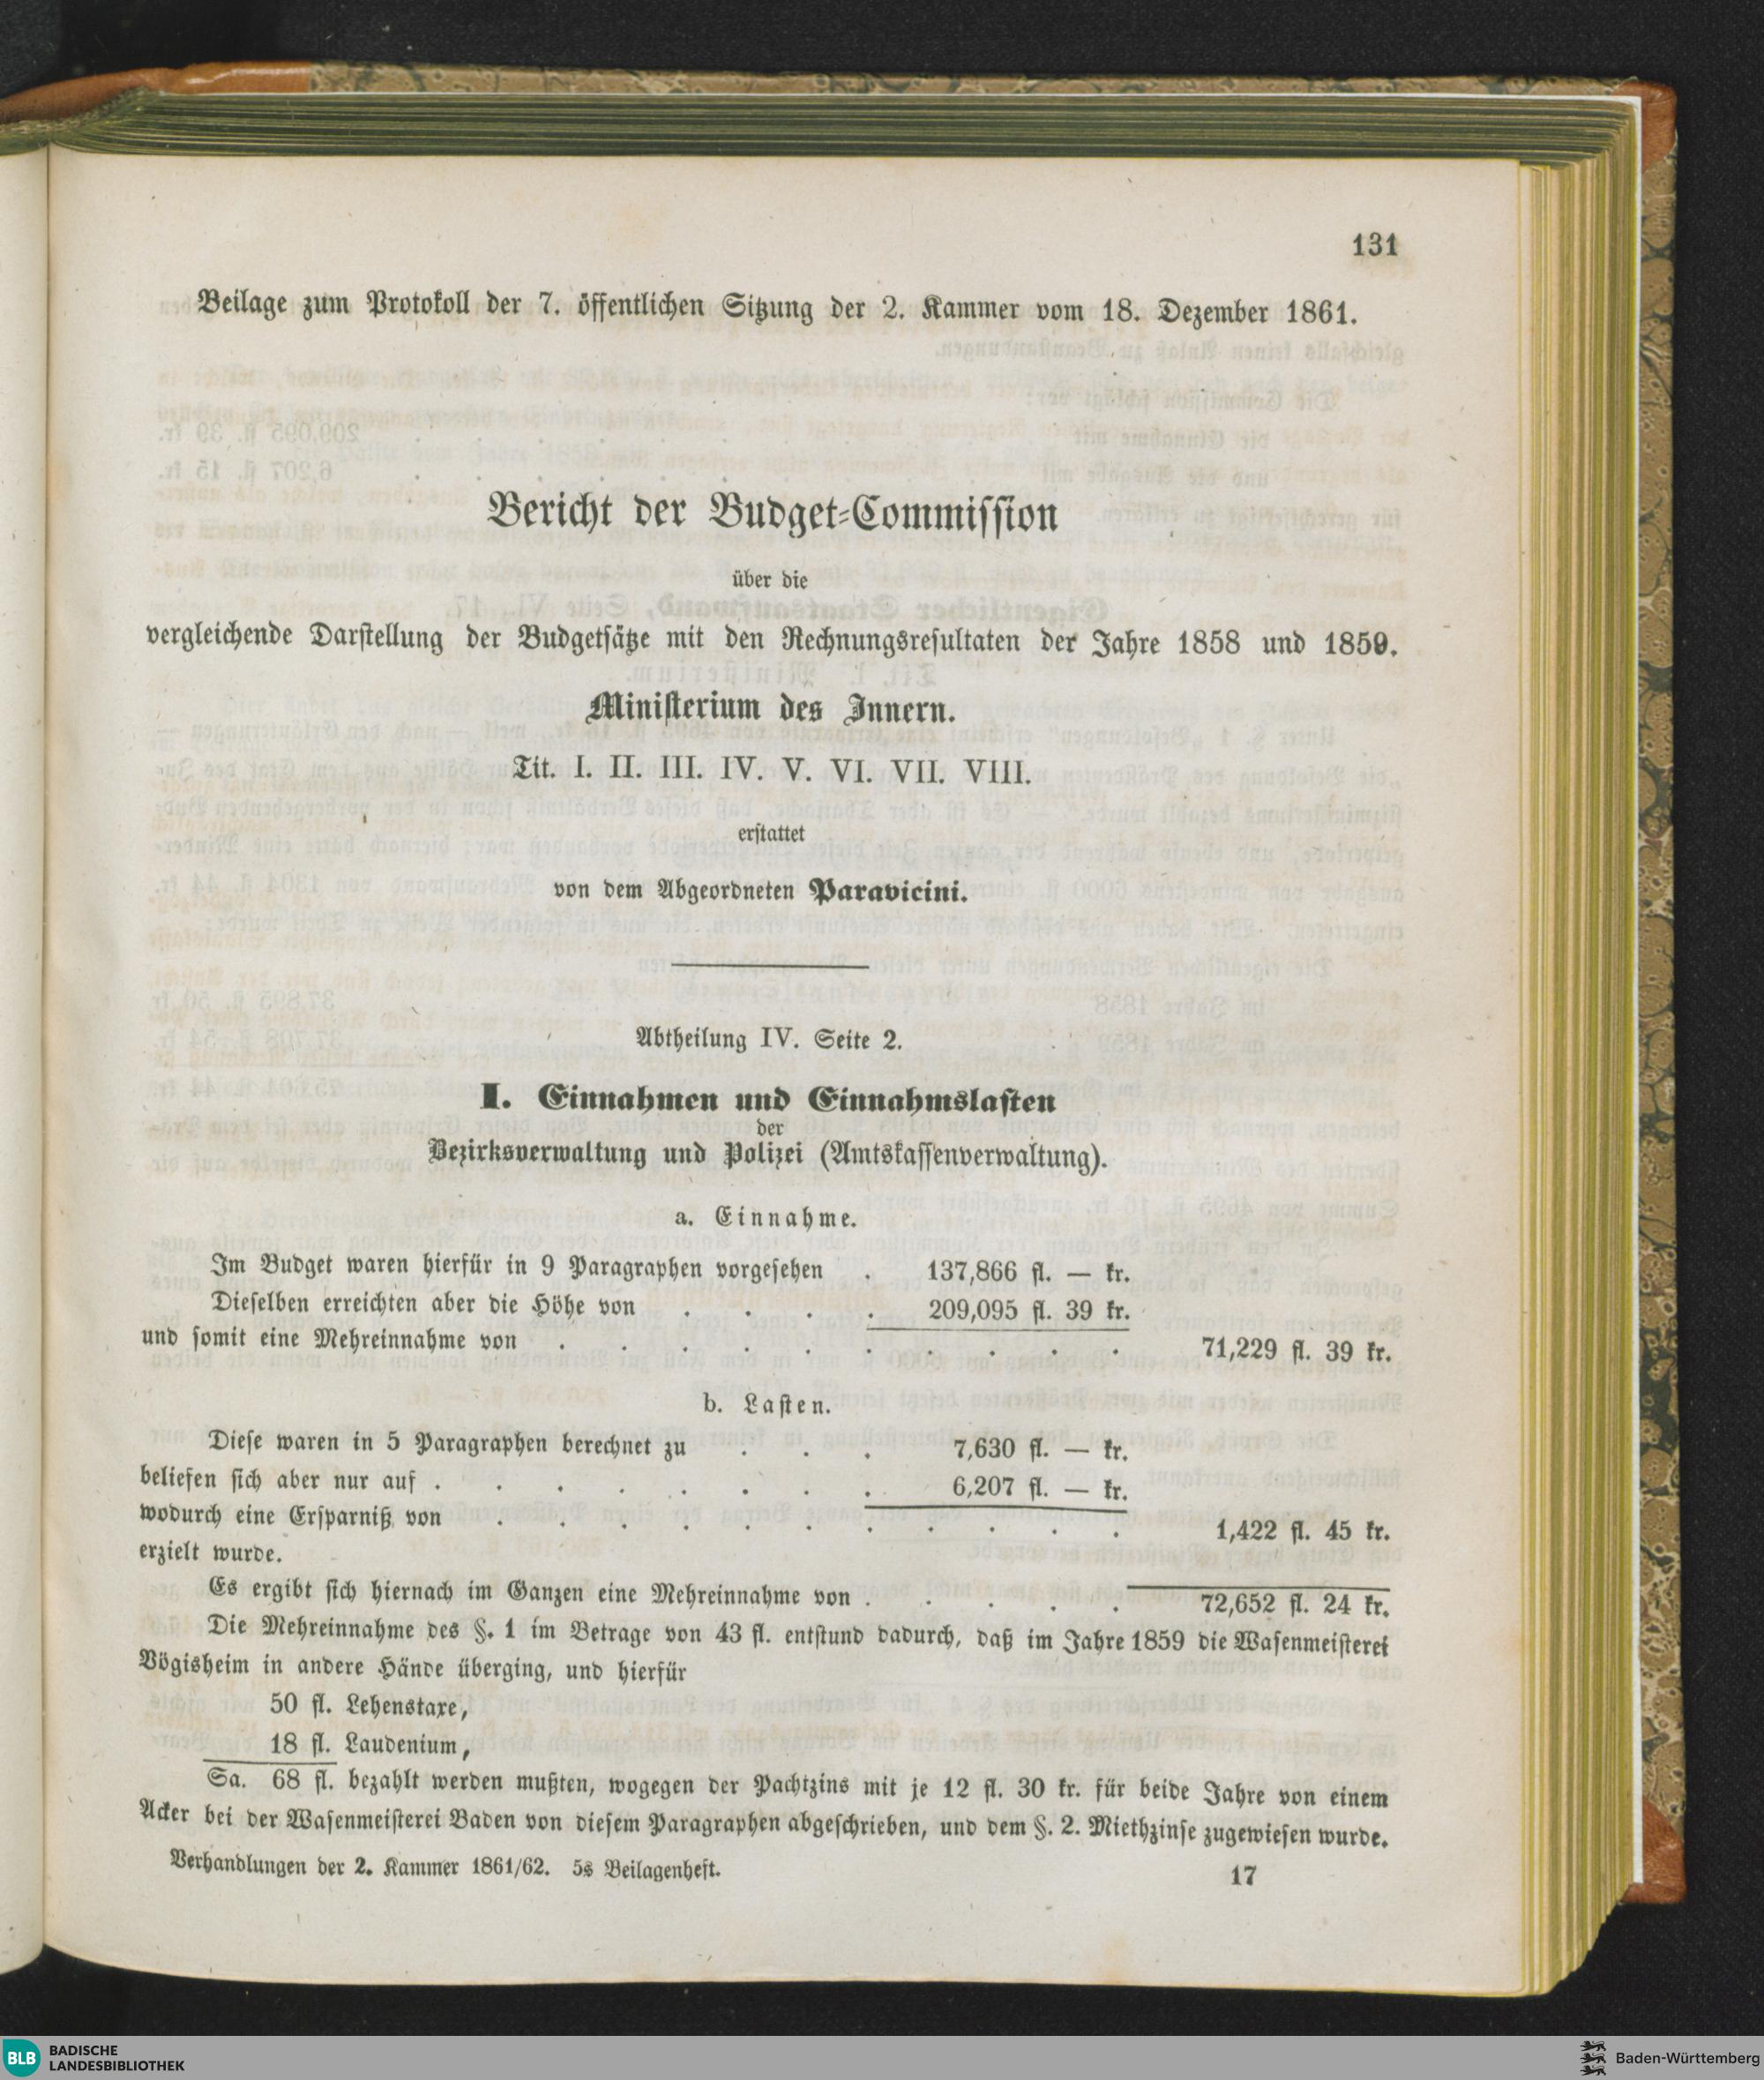 131
Beilage zum Protokoll der 7. öffentlichen Sitzung der 2. Kammer vom 18. Dezember 1861.
Bericht der Budget-Commission
über die
vergleichende Darstellung der Budgetsätze mit den Rechnungsresultaten der Jahre 1858 und 1859.
Ministerium des Innern.
Tit. I. II. III. IV. V. VI. VII. VIII.
erstattet
von dem Abgeordneten Paravicini.
Abtheilung IV. Seite 2.
I. Einnahmen und Einnahmslasten
der
Bezirksverwaltung und Polizei (Amtskassenverwaltung).
a. Einnahme.
Im Budget waren hierfür in 9 Paragraphen vorgesehen . 137,866 fl. — kr.
Dieselben erreichten aber die Höhe von . . . . 209,095 fl. 39 kr.
und somit eine Mehreinnahme von . . . . . . . . . . 71,229 fl. 39 kr.
b. Lasten.
Diese waren in 5 Paragraphen berechnet zu . . . 7,630 fl. — kr.
beliefen sich aber nur auf . . . . . . . . 6,207 fl. — kr.
wodurch eine Ersparniß von . . . . . . . . . . . 1,422 fl. 45 kr.
erzielt wurde.
Es ergibt sich hiernach im Ganzen eine Mehreinnahme von . . . . . 72,652 fl. 24 kr.
Die Mehreinnahme des §. 1 im Betrage von 43 fl. entstund dadurch, daß im Jahre 1859 die Wasenmeisterei
Vögisheim in andere Hände überging, und hierfür
50 fl. Lehenstaxe,
18 fl. Laudenium,
Sa. 68 fl. bezahlt werden mußten, wogegen der Pachtzins mit je 12 fl. 30 kr. für beide Jahre von einem
Acker bei der Wasenmeisterei Baden von diesem Paragraphen abgeschrieben, und dem §. 2. Miethzinse zugewiesen wurde.
Verhandlungen der 2. Kammer 1861/62. 5s Beilagenheft. 17
BLB BADISCHE
LANDESBIBLIOTHEK
Baden-Württemberg